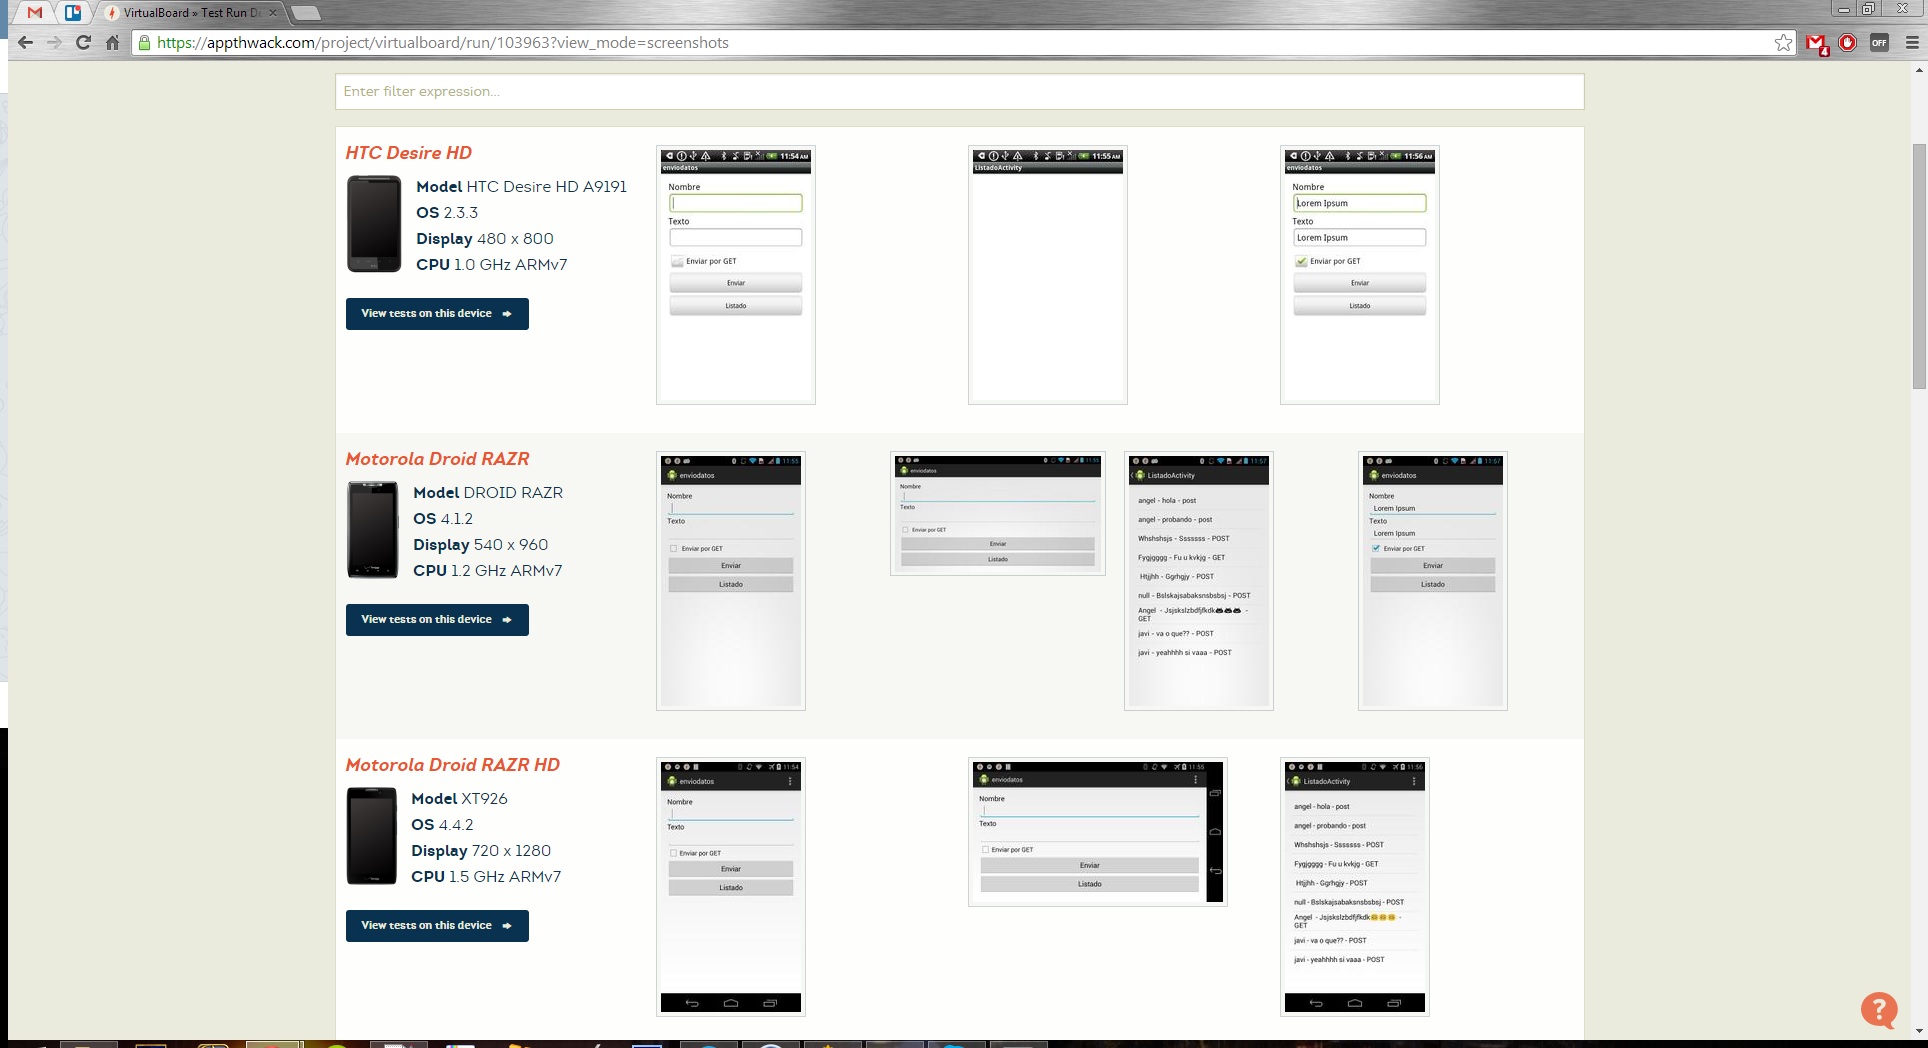 VirtualBoard » Test Run D
https://appthwack.com/project/virtualboard/run/103963?view_mode=screenshots
4
OFF
Enter filter expression...
HTC Desire HD
Model HTC Desire HD A9191
OS 2.3.3
Display 480 x 800
CPU 1.0 GHz ARMv7
View tests on this device
11:54 AM
enviodatos
Nombre
Texto
Enviar por GET
Enviar
Listado
11:55 AM
ListadoActivity
11:56 AM
enviodatos
Nombre
Lorem Ipsum
Texto
Lorem Ipsum
Enviar por GET
Enviar
Listado
Motorola Droid RAZR
Model DROID RAZR
OS 4.1.2
Display 540 x 960
CPU 1.2 GHz ARMv7
View tests on this device
11:55
enviodatos
Nombre
Texto
Enviar por GET
Enviar
Listado
11:55
enviodatos
Nombre
Texto
Enviar por GET
Enviar
Listado
11:57
ListadoActivity
angel - hola - post
angel - probando - post
Whshshsjs - Sssssss - POST
Fygjgggg - Fu u kvkjg - GET
Htjjhh - Ggrhgjy - POST
null - Bslskajsabaksnsbsbsj - POST
Angel - Jsjskslzbdfjfkdk -
GET
javi - va o que?? - POST
javi - yeahhhh si vaaa - POST
11:57
enviodatos
Nombre
Lorem Ipsum
Texto
Lorem Ipsum
Enviar por GET
Enviar
Listado
Motorola Droid RAZR HD
Model XT926
OS 4.4.2
Display 720 x 1280
CPU 1.5 GHz ARMv7
View tests on this device
11:54
enviodatos
Nombre
Texto
Enviar por GET
Enviar
Listado
11:55
enviodatos
Nombre
Texto
Enviar por GET
Enviar
Listado
11:56
ListadoActivity
angel - hola - post
angel - probando - post
Whshshsjs - Sssssss - POST
Fygjgggg - Fu u kvkjg - GET
Htjjhh - Ggrhgjy - POST
null - Bslskajsabaksnsbsbsj - POST
Angel - Jsjskslzbdfjfkdk😊😊😊 -
GET
javi - va o que?? - POST
javi - yeahhhh si vaaa - POST
?